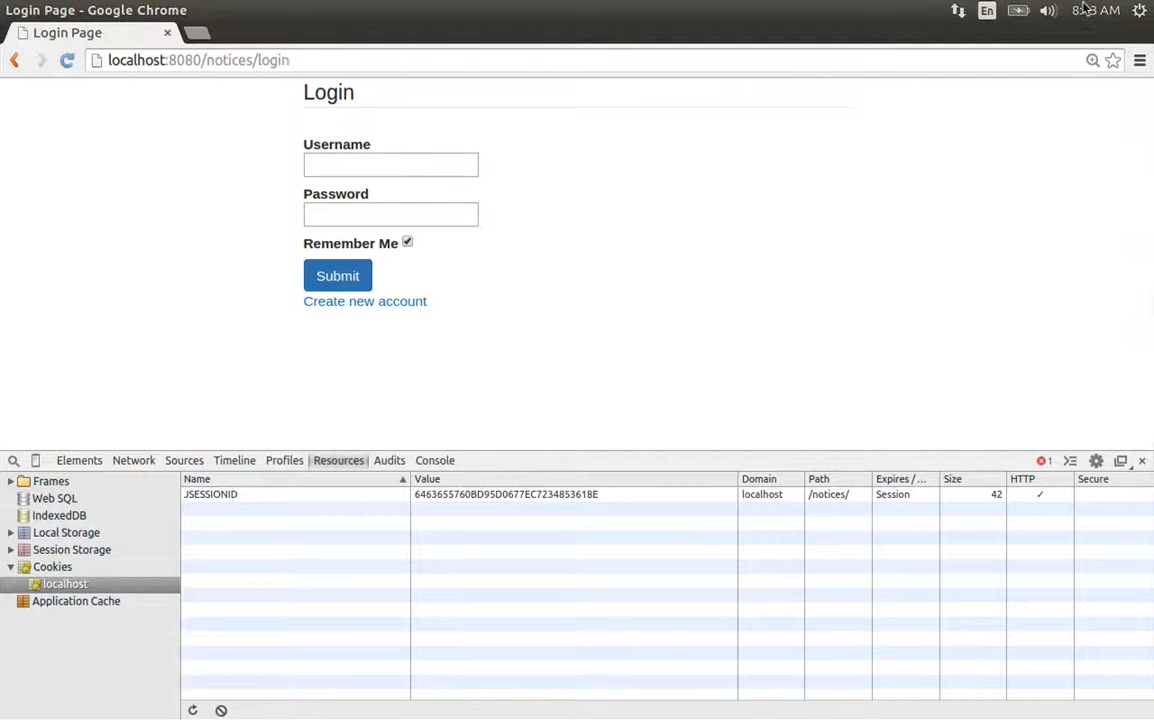 Login Page - Google Chrome
En
AM
Login Page
localhost:8080/notices/login
Login
Username
Password
Remember Me
Submit
Create new account
Elements Network Sources Timeline Profiles Resources Audits Console 1
Frames
Web SQL
IndexedDB
Local Storage
Session Storage
Cookies
localhost
Application Cache
Name Value Domain Path Expires /... Size HTTP Secure
JSESSIONID 6463655760BD95D0677EC7234853618E localhost /notices/ Session 42 ✓